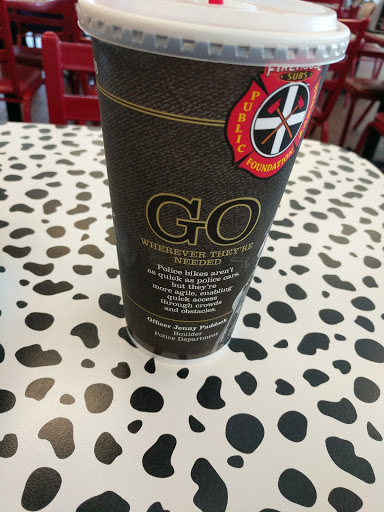 FIREHOUSE
SUBS
PUBLIC
FOUNDATION
GO
WHEREVER THEY'RE
NEEDED
Police bikes aren't
as quick as police cars,
but they're
more agile, enabling
quick access
through crowds
and obstacles.
Officer Jenny Paddock
Boulder
Police Department